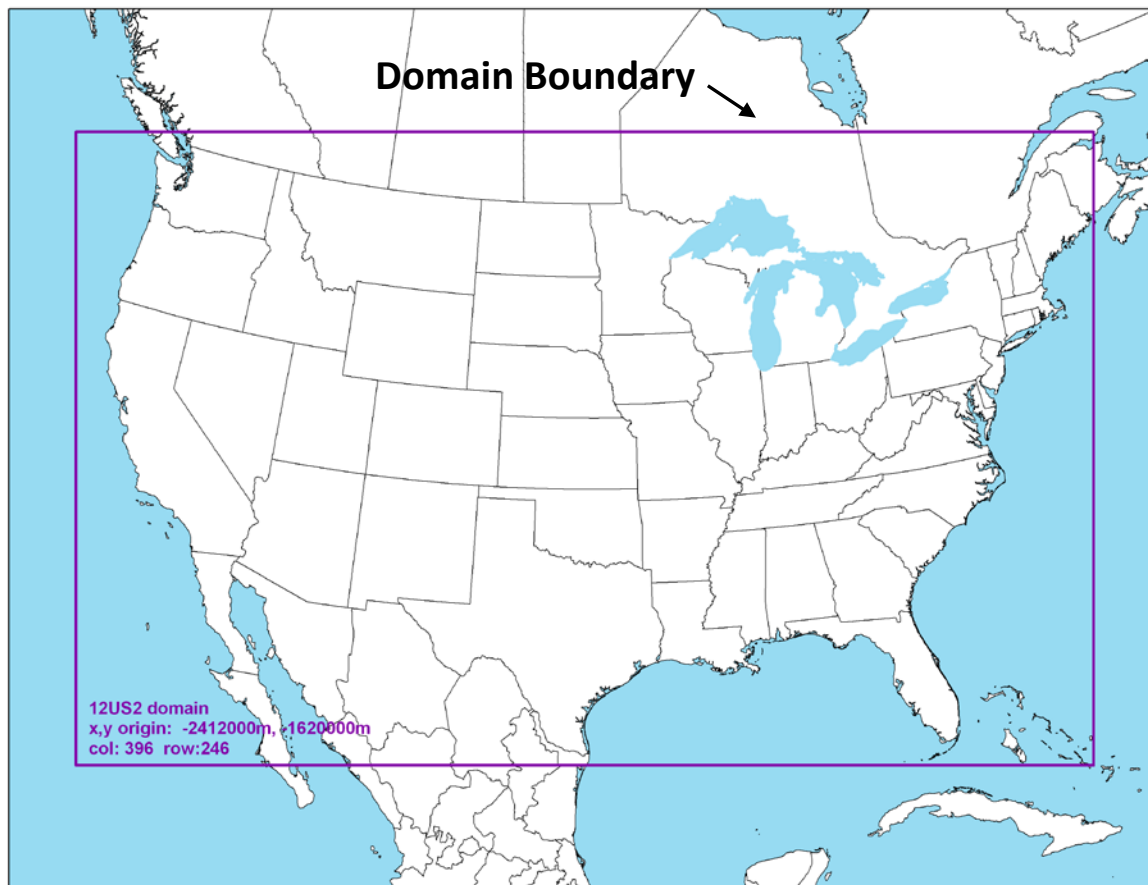 Domain Boundary
12US2 domain
x,y origin: -2412000m, -1620000m
col: 396 row:246